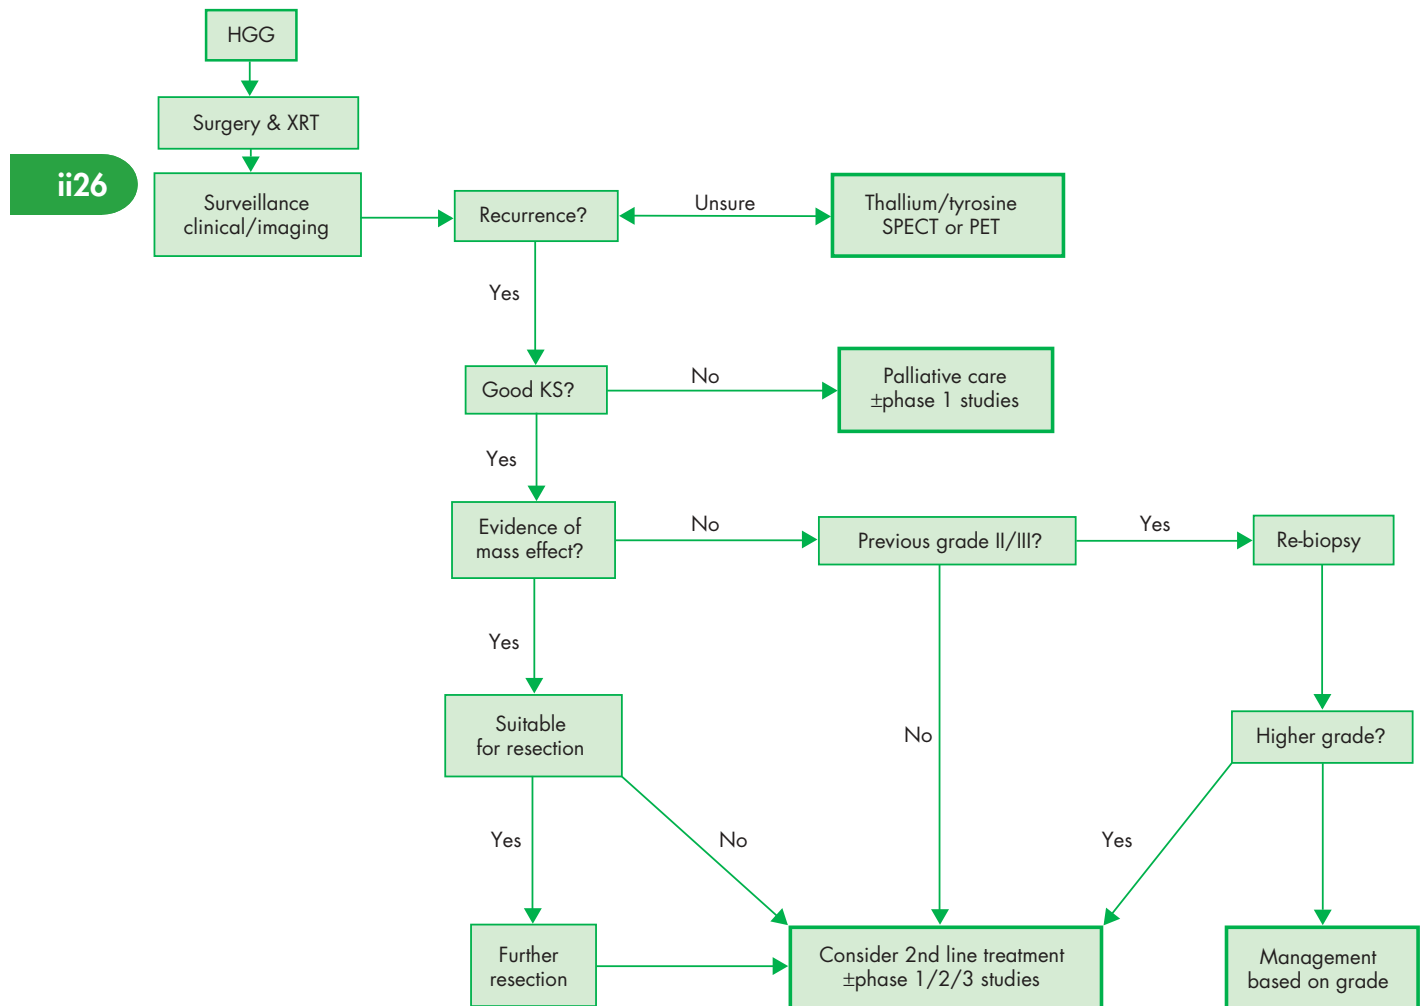 HGG
Surgery & XRT
ii26
Surveillance
clinical/imaging
Recurrence?
Unsure
Thallium/tyrosine
SPECT or PET
Yes
Good KS?
No
Palliative care
±phase 1 studies
Yes
Evidence of
mass effect?
No
Previous grade II/III?
Yes
Re-biopsy
Yes
Suitable
for resection
No
Higher grade?
Yes
No
Yes
Further
resection
Consider 2nd line treatment
±phase 1/2/3 studies
Management
based on grade